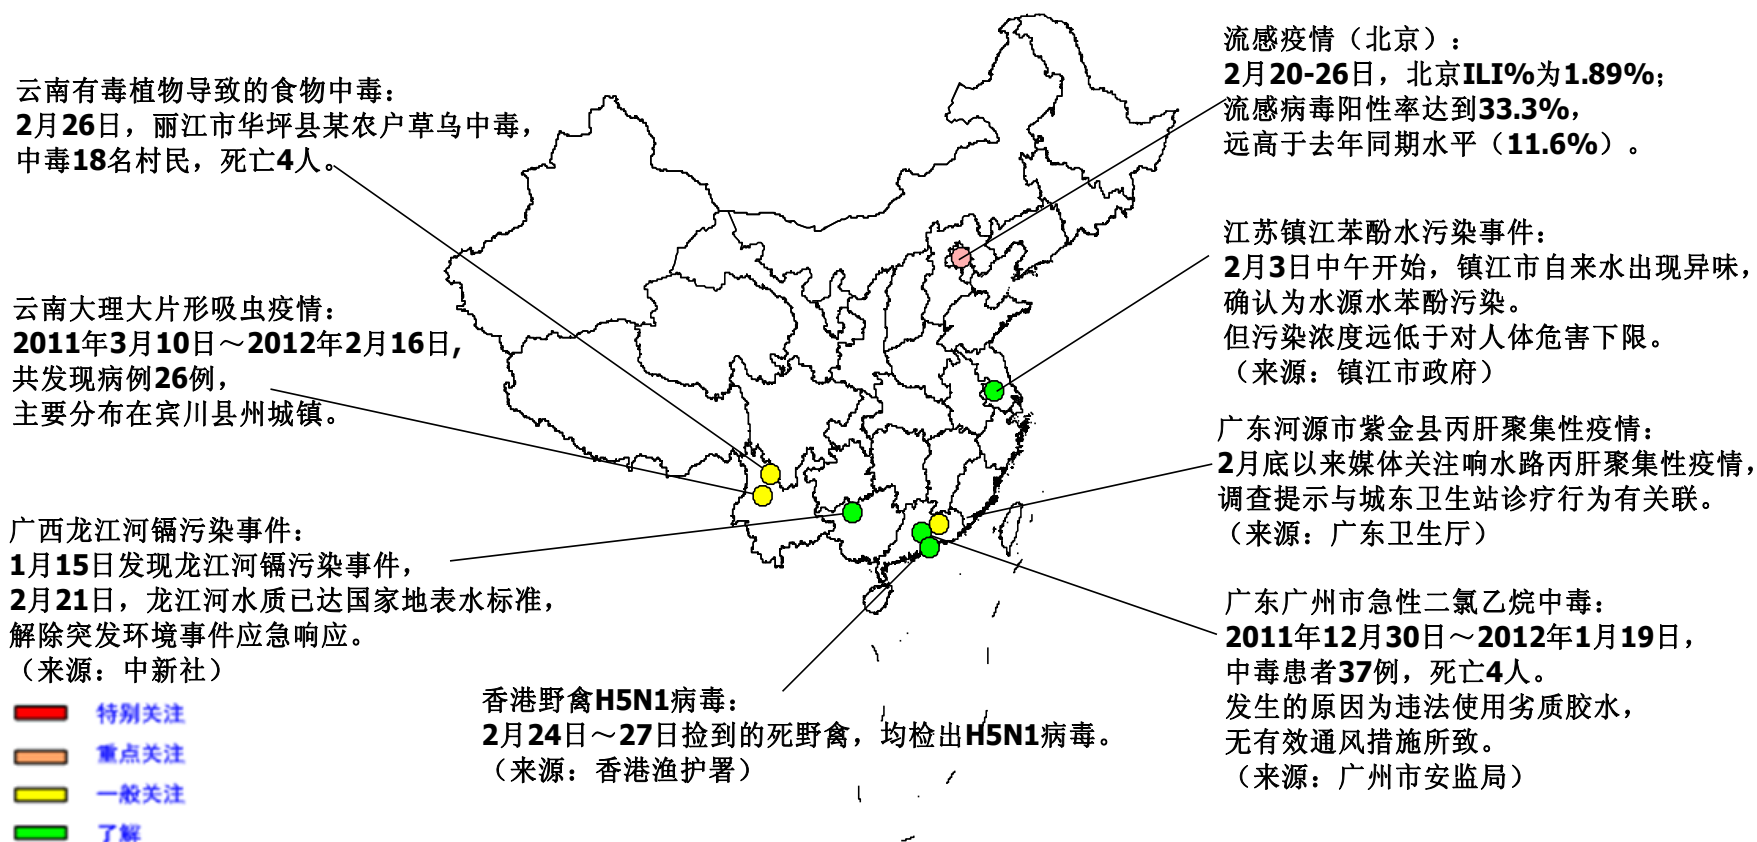 云南有毒植物导致的食物中毒：
2月26日，丽江市华坪县某农户草乌中毒，
中毒18名村民，死亡4人。
云南大理大片形吸虫疫情：
2011年3月10日～2012年2月16日,
共发现病例26例，
主要分布在宾川县州城镇。
广西龙江河镉污染事件：
1月15日发现龙江河镉污染事件，
2月21日，龙江河水质已达国家地表水标准，
解除突发环境事件应急响应。
（来源：中新社）
特别关注
重点关注
一般关注
了解
香港野禽H5N1病毒：
2月24日～27日捡到的死野禽，均检出H5N1病毒。
（来源：香港渔护署）
流感疫情（北京）：
2月20-26日，北京ILI%为1.89%；
流感病毒阳性率达到33.3%，
远高于去年同期水平（11.6%）。
江苏镇江苯酚水污染事件：
2月3日中午开始，镇江市自来水出现异味，
确认为水源水苯酚污染。
但污染浓度远低于对人体危害下限。
（来源：镇江市政府）
广东河源市紫金县丙肝聚集性疫情：
2月底以来媒体关注响水路丙肝聚集性疫情，
调查提示与城东卫生站诊疗行为有关联。
（来源：广东卫生厅）
广东广州市急性二氯乙烷中毒：
2011年12月30日～2012年1月19日，
中毒患者37例，死亡4人。
发生的原因为违法使用劣质胶水，
无有效通风措施所致。
（来源：广州市安监局）